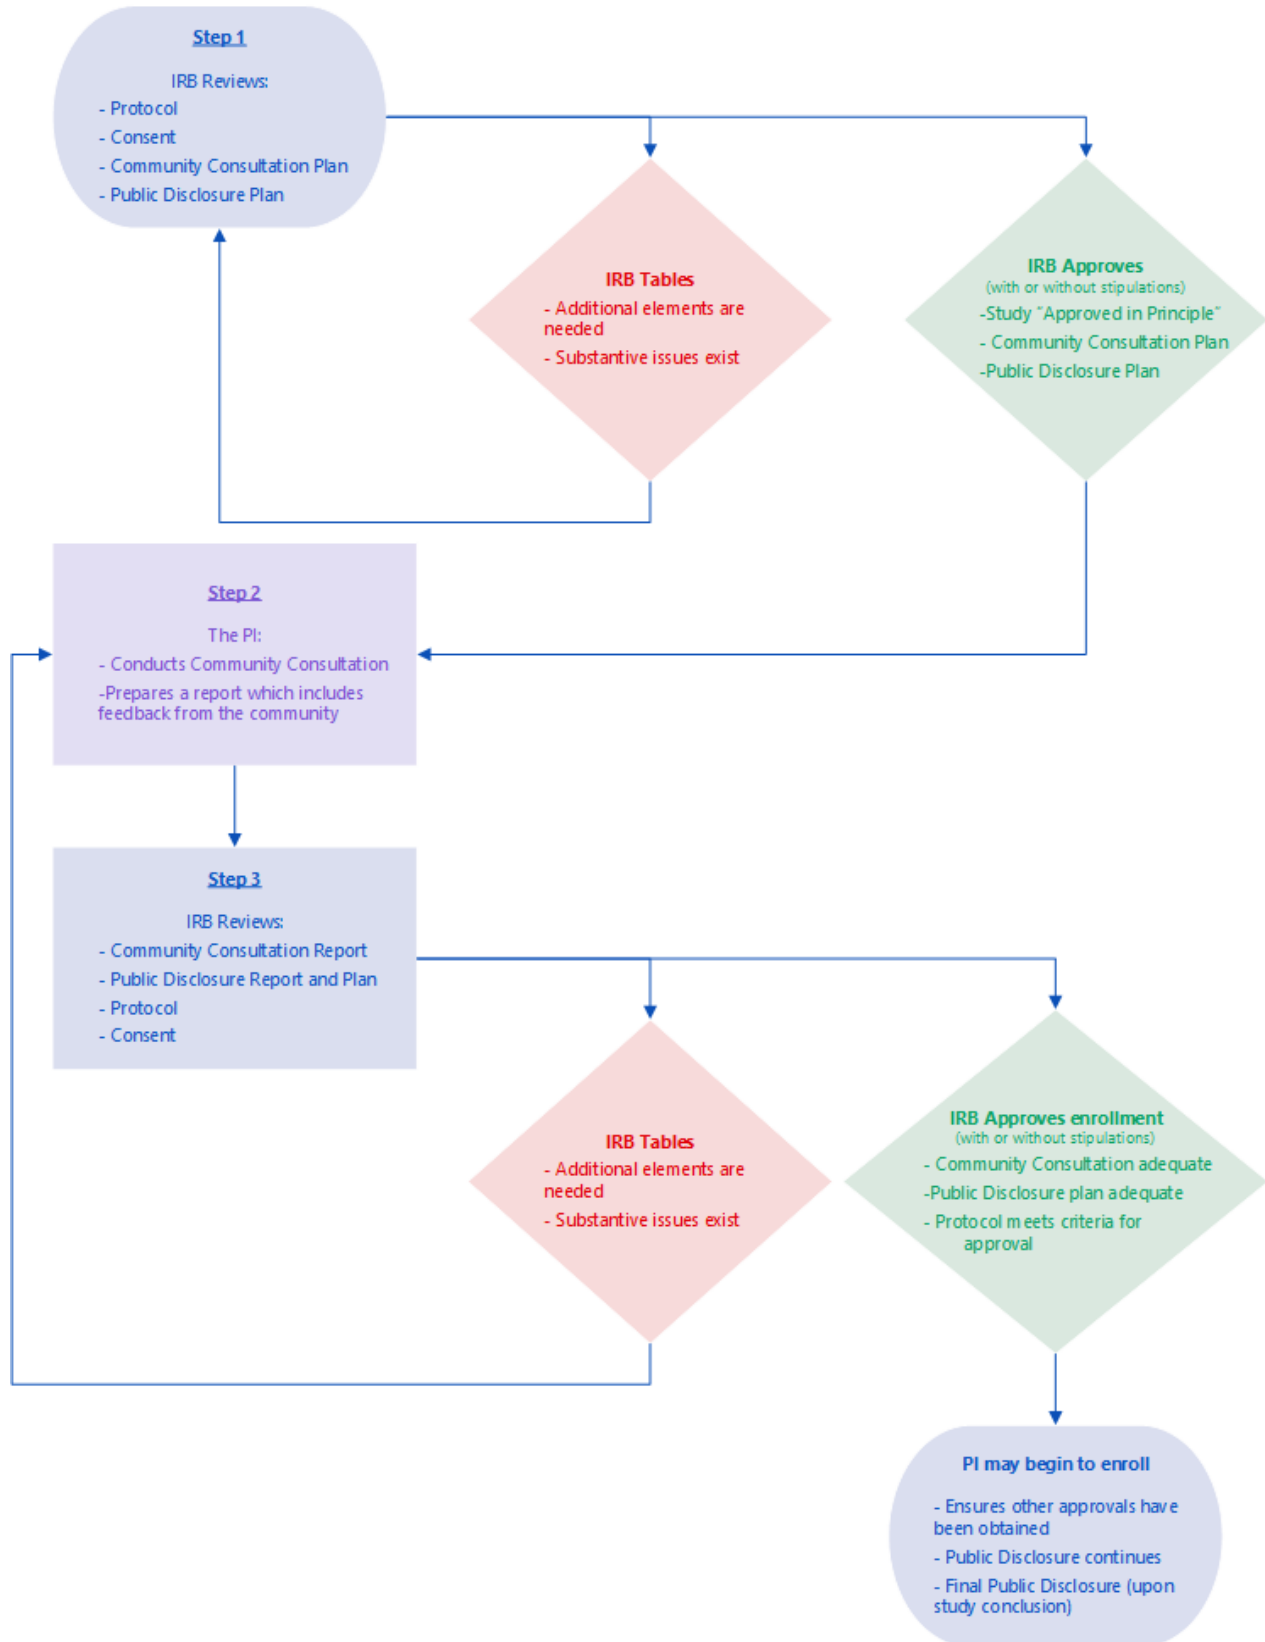 Step 1
IRB Reviews:
- Protocol
- Consent
- Community Consultation Plan
- Public Disclosure Plan
IRB Tables
- Additional elements are
needed
- Substantive issues exist
IRB Approves
(with or without stipulations)
-Study "Approved in Principle"
- Community Consultation Plan
-Public Disclosure Plan
Step 2
The PI:
- Conducts Community Consultation
-Prepares a report which includes
feedback from the community
Step 3
IRB Reviews:
- Community Consultation Report
- Public Disclosure Report and Plan
- Protocol
- Consent
IRB Tables
- Additional elements are
needed
- Substantive issues exist
IRB Approves enrollment
(with or without stipulations)
- Community Consultation adequate
-Public Disclosure plan adequate
- Protocol meets criteria for
approval
PI may begin to enroll
- Ensures other approvals have
been obtained
- Public Disclosure continues
- Final Public Disclosure (upon
study conclusion)